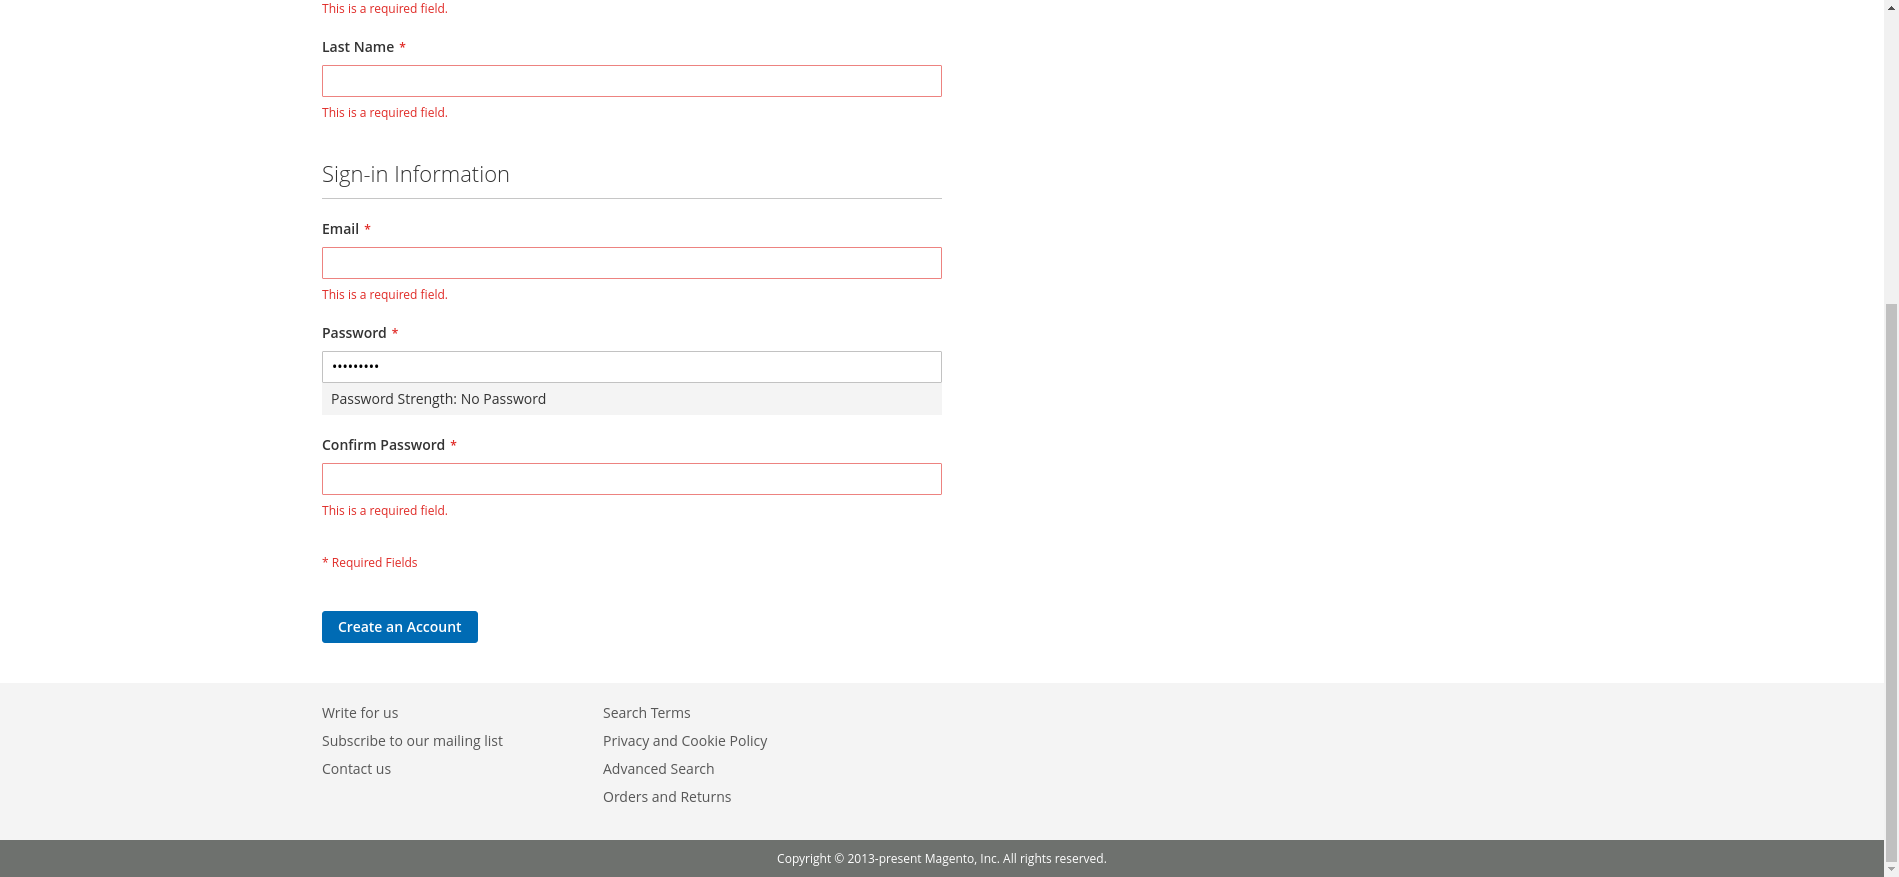 This is a required field.
Last Name *
This is a required field.
Sign-in Information
Email *
This is a required field.
Password *
•••••••••
Password Strength: No Password
Confirm Password *
This is a required field.
* Required Fields
Create an Account
Write for us
Subscribe to our mailing list
Contact us
Search Terms
Privacy and Cookie Policy
Advanced Search
Orders and Returns
Copyright © 2013-present Magento, Inc. All rights reserved.